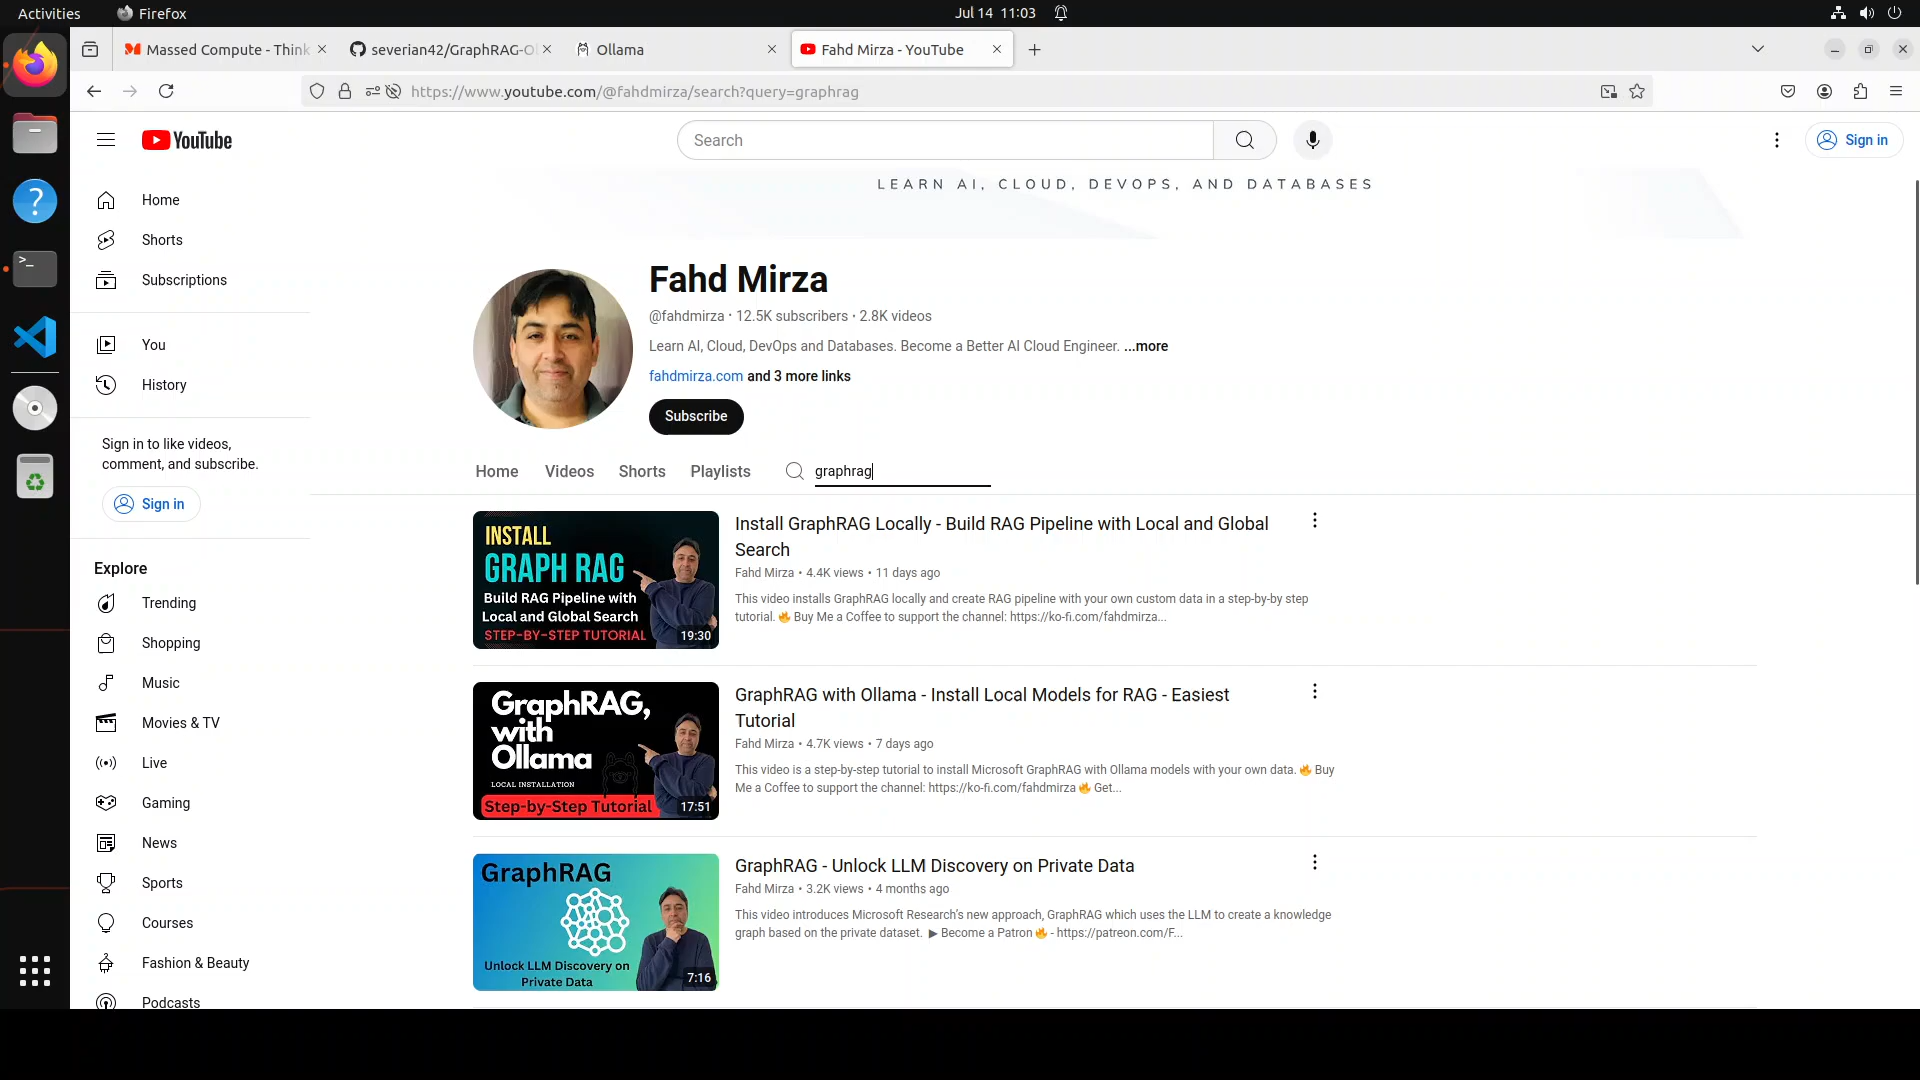 Activities
Firefox
Jul 14 11:03
Massed Compute - Think
severian42/GraphRAG-Ol
Ollama
Fahd Mirza - YouTube
https://www.youtube.com/@fahdmirza/search?query=graphrag
YouTube
Search
Sign in
LEARN AI, CLOUD, DEVOPS, AND DATABASES
Home
Shorts
Subscriptions
You
History
Sign in to like videos,
comment, and subscribe.
Sign in
Explore
Trending
Shopping
Music
Movies & TV
Live
Gaming
News
Sports
Courses
Fashion & Beauty
Podcasts
Fahd Mirza
@fahdmirza · 12.5K subscribers · 2.8K videos
Learn AI, Cloud, DevOps and Databases. Become a Better AI Cloud Engineer. ...more
fahdmirza.com and 3 more links
Subscribe
Home
Videos
Shorts
Playlists
graphrag
INSTALL
GRAPH RAG
Build RAG Pipeline with
Local and Global Search
STEP-BY-STEP TUTORIAL
19:30
Install GraphRAG Locally - Build RAG Pipeline with Local and Global
Search
Fahd Mirza • 4.4K views • 11 days ago
This video installs GraphRAG locally and create RAG pipeline with your own custom data in a step-by-by step
tutorial. 🔥 Buy Me a Coffee to support the channel: https://ko-fi.com/fahdmirza...
GraphRAG,
with
Ollama
LOCAL INSTALLATION
Step-by-Step Tutorial
17:51
GraphRAG with Ollama - Install Local Models for RAG - Easiest
Tutorial
Fahd Mirza • 4.7K views • 7 days ago
This video is a step-by-step tutorial to install Microsoft GraphRAG with Ollama models with your own data. 🔥 Buy
Me a Coffee to support the channel: https://ko-fi.com/fahdmirza 🔥 Get...
GraphRAG
Unlock LLM Discovery on
Private Data
7:16
GraphRAG - Unlock LLM Discovery on Private Data
Fahd Mirza • 3.2K views • 4 months ago
This video introduces Microsoft Research's new approach, GraphRAG which uses the LLM to create a knowledge
graph based on the private dataset. ▶ Become a Patron 🔥 - https://patreon.com/F...